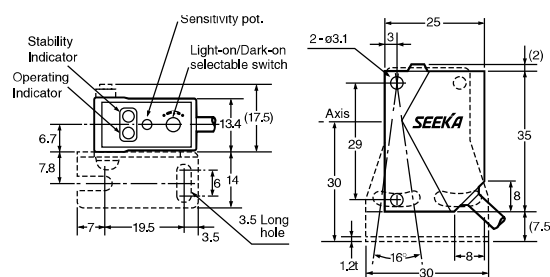 Sensitivity pot.
Stability
Indicator
Light-on/Dark-on
selectable switch
Operating
Indicator
6.7
7.8
13.4
(17.5)
6
14
7
19.5
3.5 Long
hole
3.5
25
2-ø3.1
3
(2)
Axis
SEEKA
29
30
35
8
(7.5)
1.2t
16°
8
30